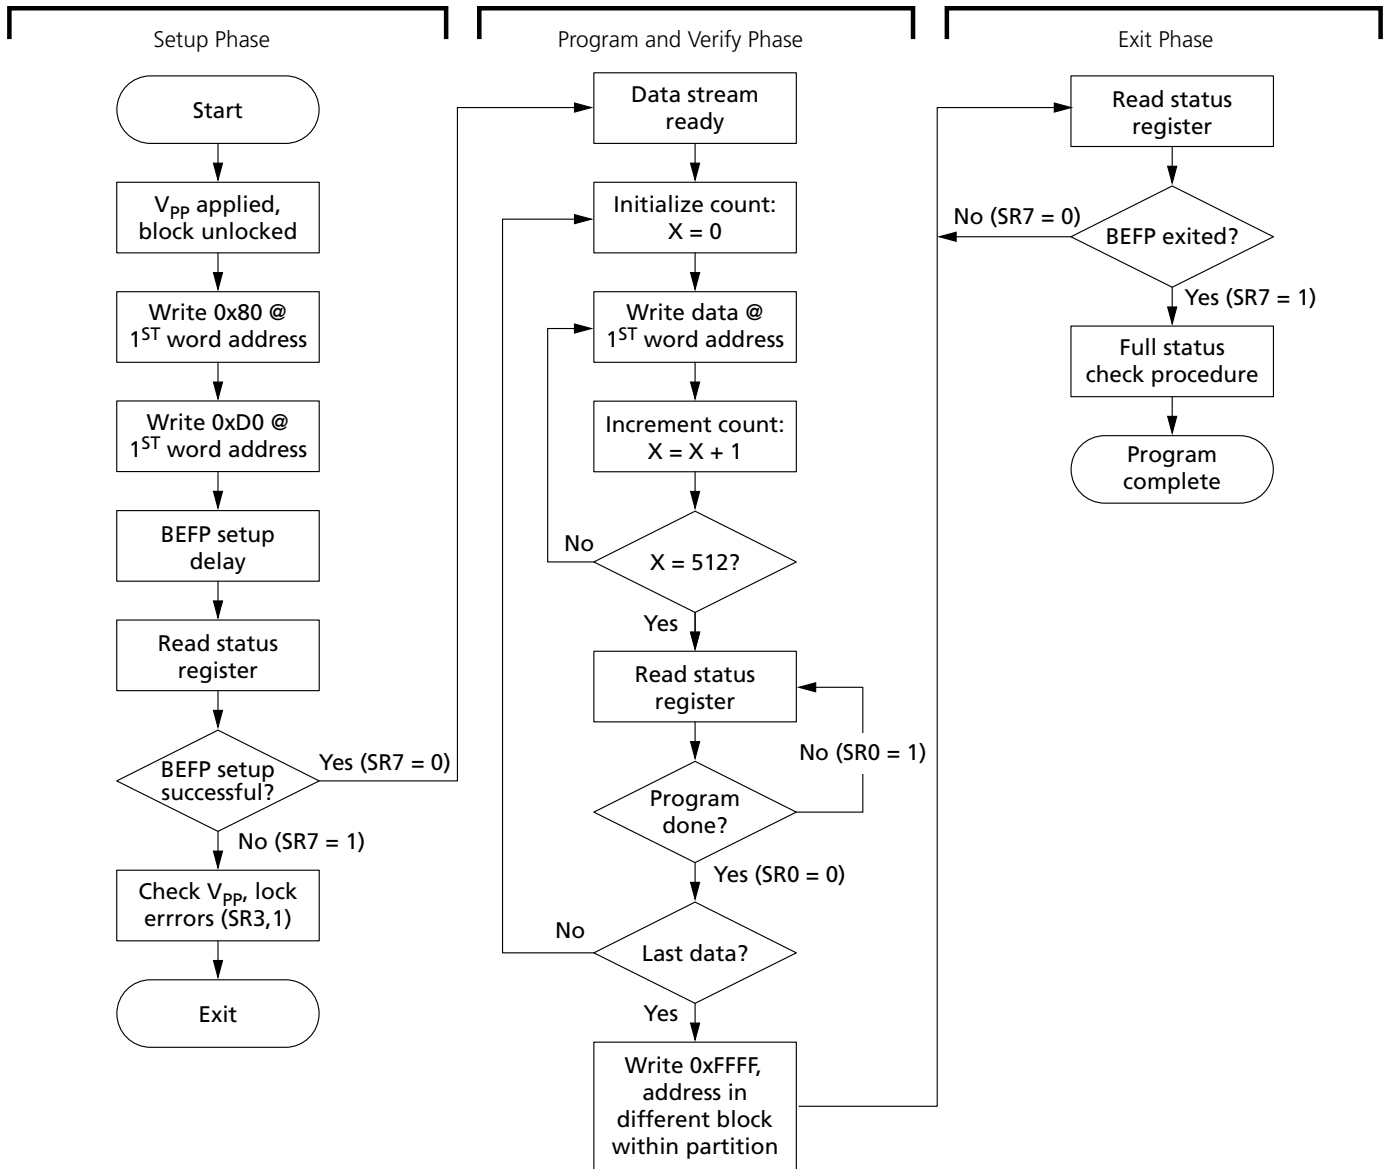 Setup Phase
Start
VPP applied,
block unlocked
Write 0x80 @
1ST word address
Write 0xD0 @
1ST word address
BEFP setup
delay
Read status
register
BEFP setup
successful?
Yes (SR7 = 0)
No (SR7 = 1)
Check VPP, lock
errrors (SR3,1)
Exit
Program and Verify Phase
Data stream
ready
Initialize count:
X = 0
Write data @
1ST word address
Increment count:
X = X + 1
No
X = 512?
Yes
Read status
register
No (SR0 = 1)
Program
done?
Yes (SR0 = 0)
No
Last data?
Yes
Write 0xFFFF,
address in
different block
within partition
Exit Phase
Read status
register
No (SR7 = 0)
BEFP exited?
Yes (SR7 = 1)
Full status
check procedure
Program
complete